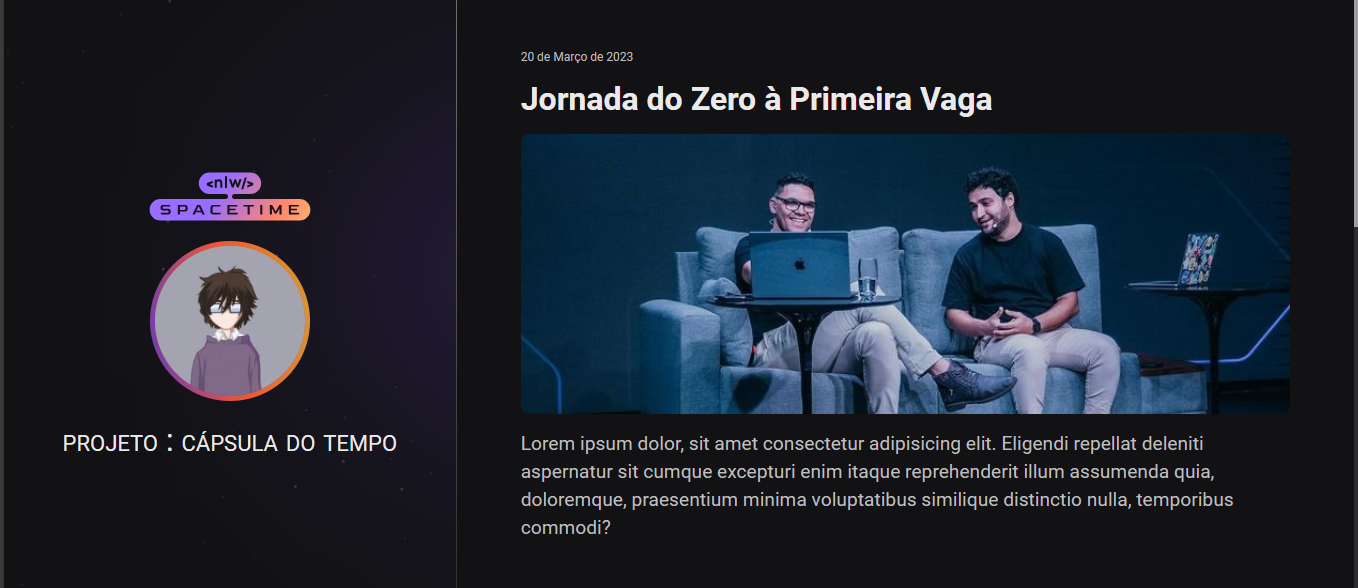 <nlw/>
SPACETIME
PROJETO : CÁPSULA DO TEMPO
20 de Março de 2023
Jornada do Zero à Primeira Vaga
Lorem ipsum dolor, sit amet consectetur adipisicing elit. Eligendi repellat deleniti
aspernatur sit cumque excepturi enim itaque reprehenderit illum assumenda quia,
doloremque, praesentium minima voluptatibus similique distinctio nulla, temporibus
commodi?